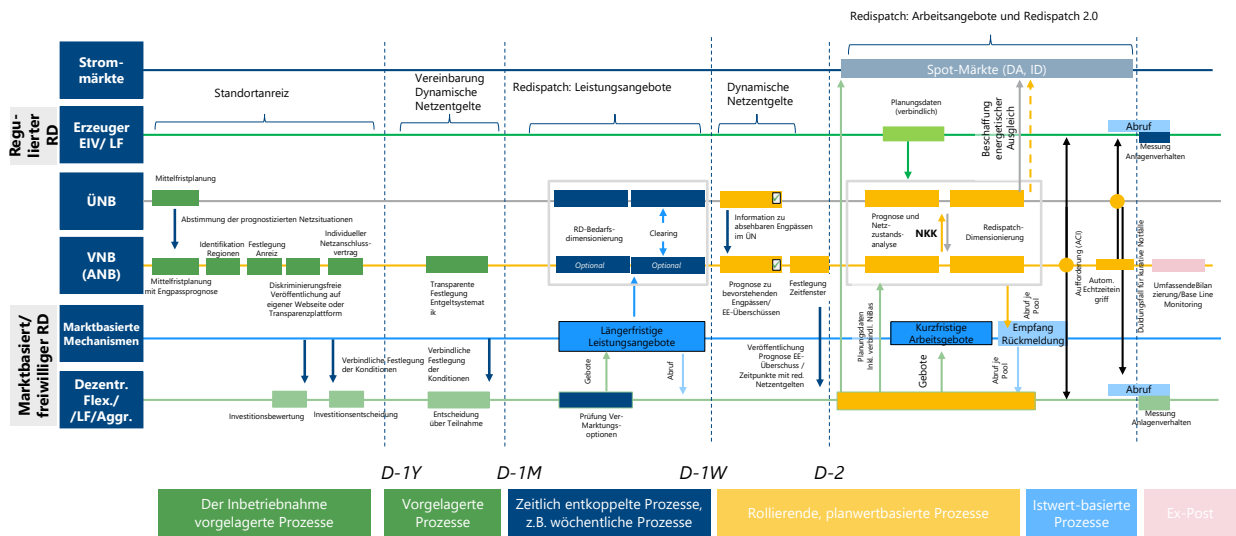 Redispatch: Arbeitsangebote und Redispatch 2.0
Strom-
märkte
Spot-Märkte (DA, ID)
Standortanreiz
Vereinbarung
Dynamische
Netzentgelte
Redispatch: Leistungsangebote
Dynamische
Netzentgelte
Planungsdaten
(verbindlich)
Beschaffung
energetischer
Ausgleich
Regu-
lierter
RD
Erzeuger
EIV/ LF
Abruf
Messung
Anlagenverhalten
Mittelfristplanung
ÜNB
Abstimmung der prognostizierten Netzsituationen
RD-Bedarfs-
dimensionierung
Clearing
Information zu
absehbaren Engpässen
im ÜN
Prognose und
Netz-
zustands-
analyse
NKK
Redispatch-
Dimensionierung
Aufforderung (ACI)
Duldungsfall für kurative Notfälle
VNB
(ANB)
Identifikation
Regionen
Festlegung
Anreiz
Individueller
Netzanschluss-
vertrag
Optional
Optional
Mittelfristplanung
mit Engpassprognose
Diskriminierungsfreie
Veröffentlichung auf
eigener Webseite oder
Transparenzplattform
Transparente
Festlegung
Entgeltsystemat
ik
Prognose zu
bevorstehenden
Engpässen/
EE-Überschüssen
Festlegung
Zeitfenster
Autom.
Echtzeitein
griff
UmfassendeBilan
zierung/Base Line
Monitoring
Planungsdaten
Inkl. verbindl. NiBas
Abruf je
Pool
Marktbasiert/
freiwilliger RD
Marktbasierte
Mechanismen
Längerfristige
Leistungsangebote
Kurzfristige
Arbeitsgebote
Empfang
Rückmeldung
Verbindliche Festlegung
der Konditionen
Verbindliche
Festlegung
der
Konditionen
Gebote
Abruf
Veröffentlichung
Prognose EE-
Überschuss /
Zeitpunkte mit red.
Netzentgelten
Gebote
Abruf je
Pool
Dezentr.
Flex./
/LF/Aggr.
Abruf
Investitionsbewertung
Investitionsentscheidung
Entscheidung
über Teilnahme
Prüfung Ver-
Marktungs-
optionen
Messung
Anlagenverhalten
D-1Y
D-1M
D-1W
D-2
Der Inbetriebnahme
vorgelagerte Prozesse
Vorgelagerte
Prozesse
Zeitlich entkoppelte Prozesse,
z.B. wöchentliche Prozesse
Rollierende, planwertbasierte Prozesse
Istwert-basierte
Prozesse
Ex-Post